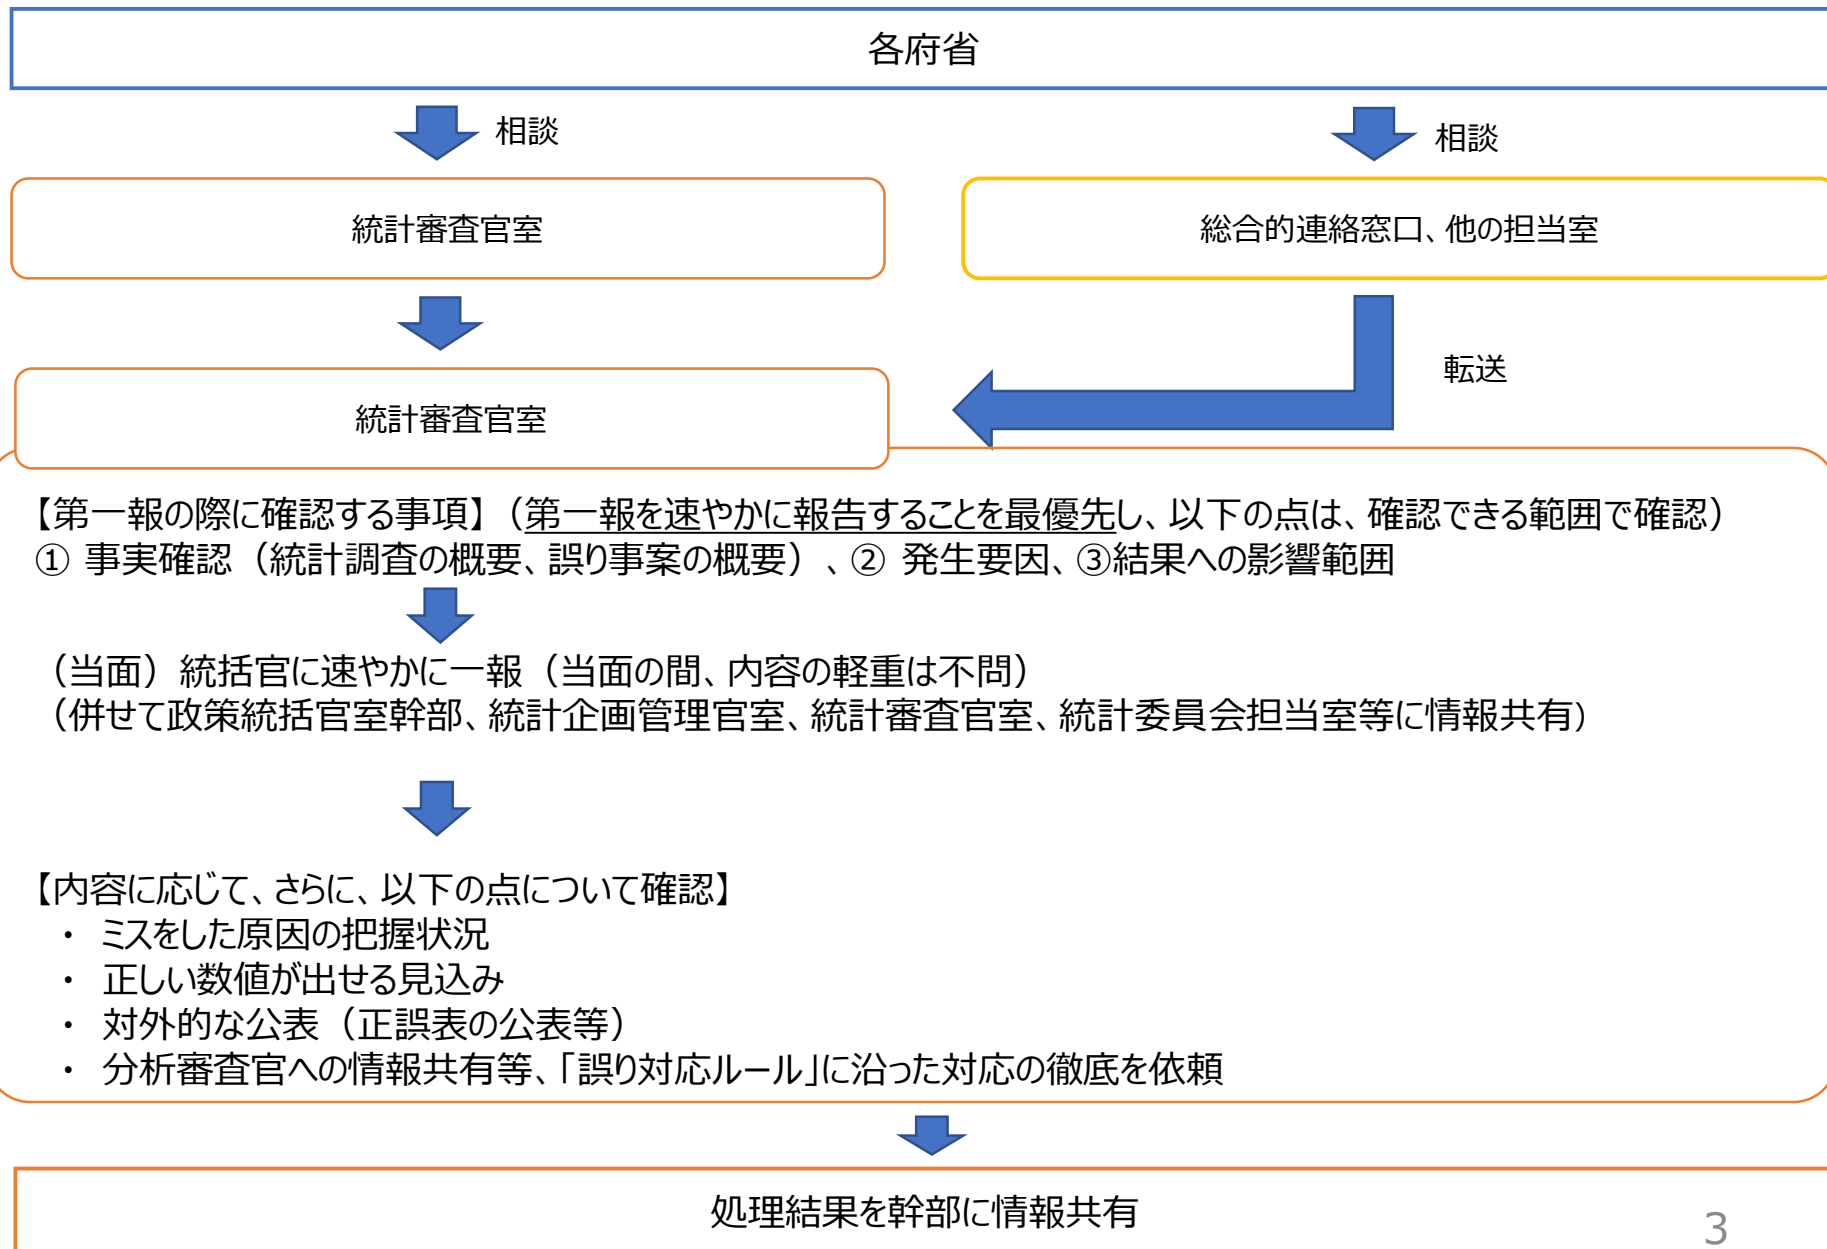 各府省
相談
相談
統計審査官室
総合的連絡窓口、他の担当室
転送
統計審査官室
【第一報の際に確認する事項】（第一報を速やかに報告することを最優先し、以下の点は、確認できる範囲で確認）
① 事実確認（統計調査の概要、誤り事案の概要）、② 発生要因、③結果への影響範囲
（当面）統括官に速やかに一報（当面の間、内容の軽重は不問）
（併せて政策統括官室幹部、統計企画管理官室、統計審査官室、統計委員会担当室等に情報共有）
【内容に応じて、さらに、以下の点について確認】
・ ミスをした原因の把握状況
・ 正しい数値が出せる見込み
・ 対外的な公表（正誤表の公表等）
・ 分析審査官への情報共有等、「誤り対応ルール」に沿った対応の徹底を依頼
処理結果を幹部に情報共有
3